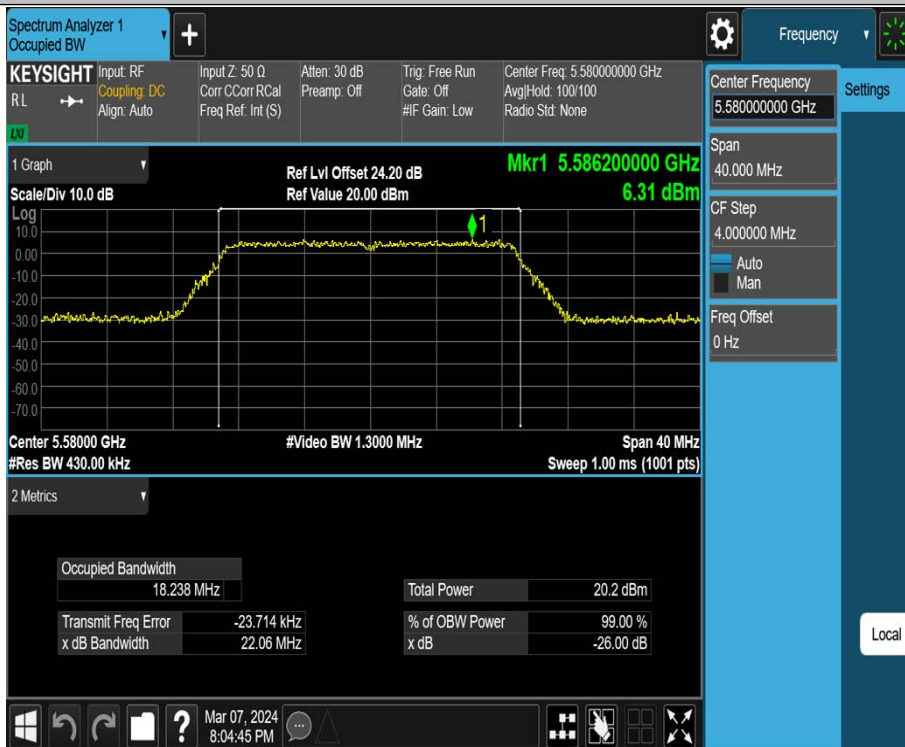 Spectrum Analyzer 1
Occupied BW
+
Frequency
KEYSIGHT
RL
LXI
Input: RF
Coupling: DC
Align: Auto
Input Z: 50 Ω
Corr CCorr RCal
Freq Ref: Int (S)
Atten: 30 dB
Preamp: Off
Trig: Free Run
Gate: Off
#IF Gain: Low
Center Freq: 5.580000000 GHz
Avg|Hold: 100/100
Radio Std: None
Center Frequency
5.580000000 GHz
Settings
Span
40.000 MHz
CF Step
4.000000 MHz
Auto
Man
Freq Offset
0 Hz
Local
1 Graph
Scale/Div 10.0 dB
Ref Lvl Offset 24.20 dB
Ref Value 20.00 dBm
Mkr1 5.586200000 GHz
6.31 dBm
Log
10.0
0.00
-10.0
-20.0
-30.0
-40.0
-50.0
-60.0
-70.0
1
Center 5.58000 GHz
#Res BW 430.00 kHz
#Video BW 1.3000 MHz
Span 40 MHz
Sweep 1.00 ms (1001 pts)
2 Metrics
Occupied Bandwidth
18.238 MHz
Total Power 20.2 dBm
Transmit Freq Error -23.714 kHz
% of OBW Power 99.00 %
x dB Bandwidth 22.06 MHz
x dB -26.00 dB
?
Mar 07, 2024
8:04:45 PM